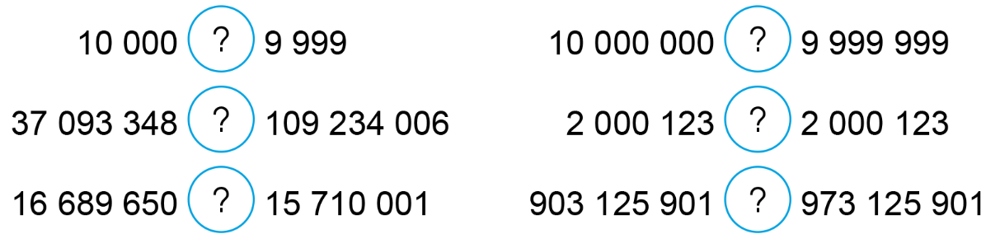 10 000 ? 9 999
37 093 348 ? 109 234 006
16 689 650 ? 15 710 001
10 000 000 ? 9 999 999
2 000 123 ? 2 000 123
903 125 901 ? 973 125 901